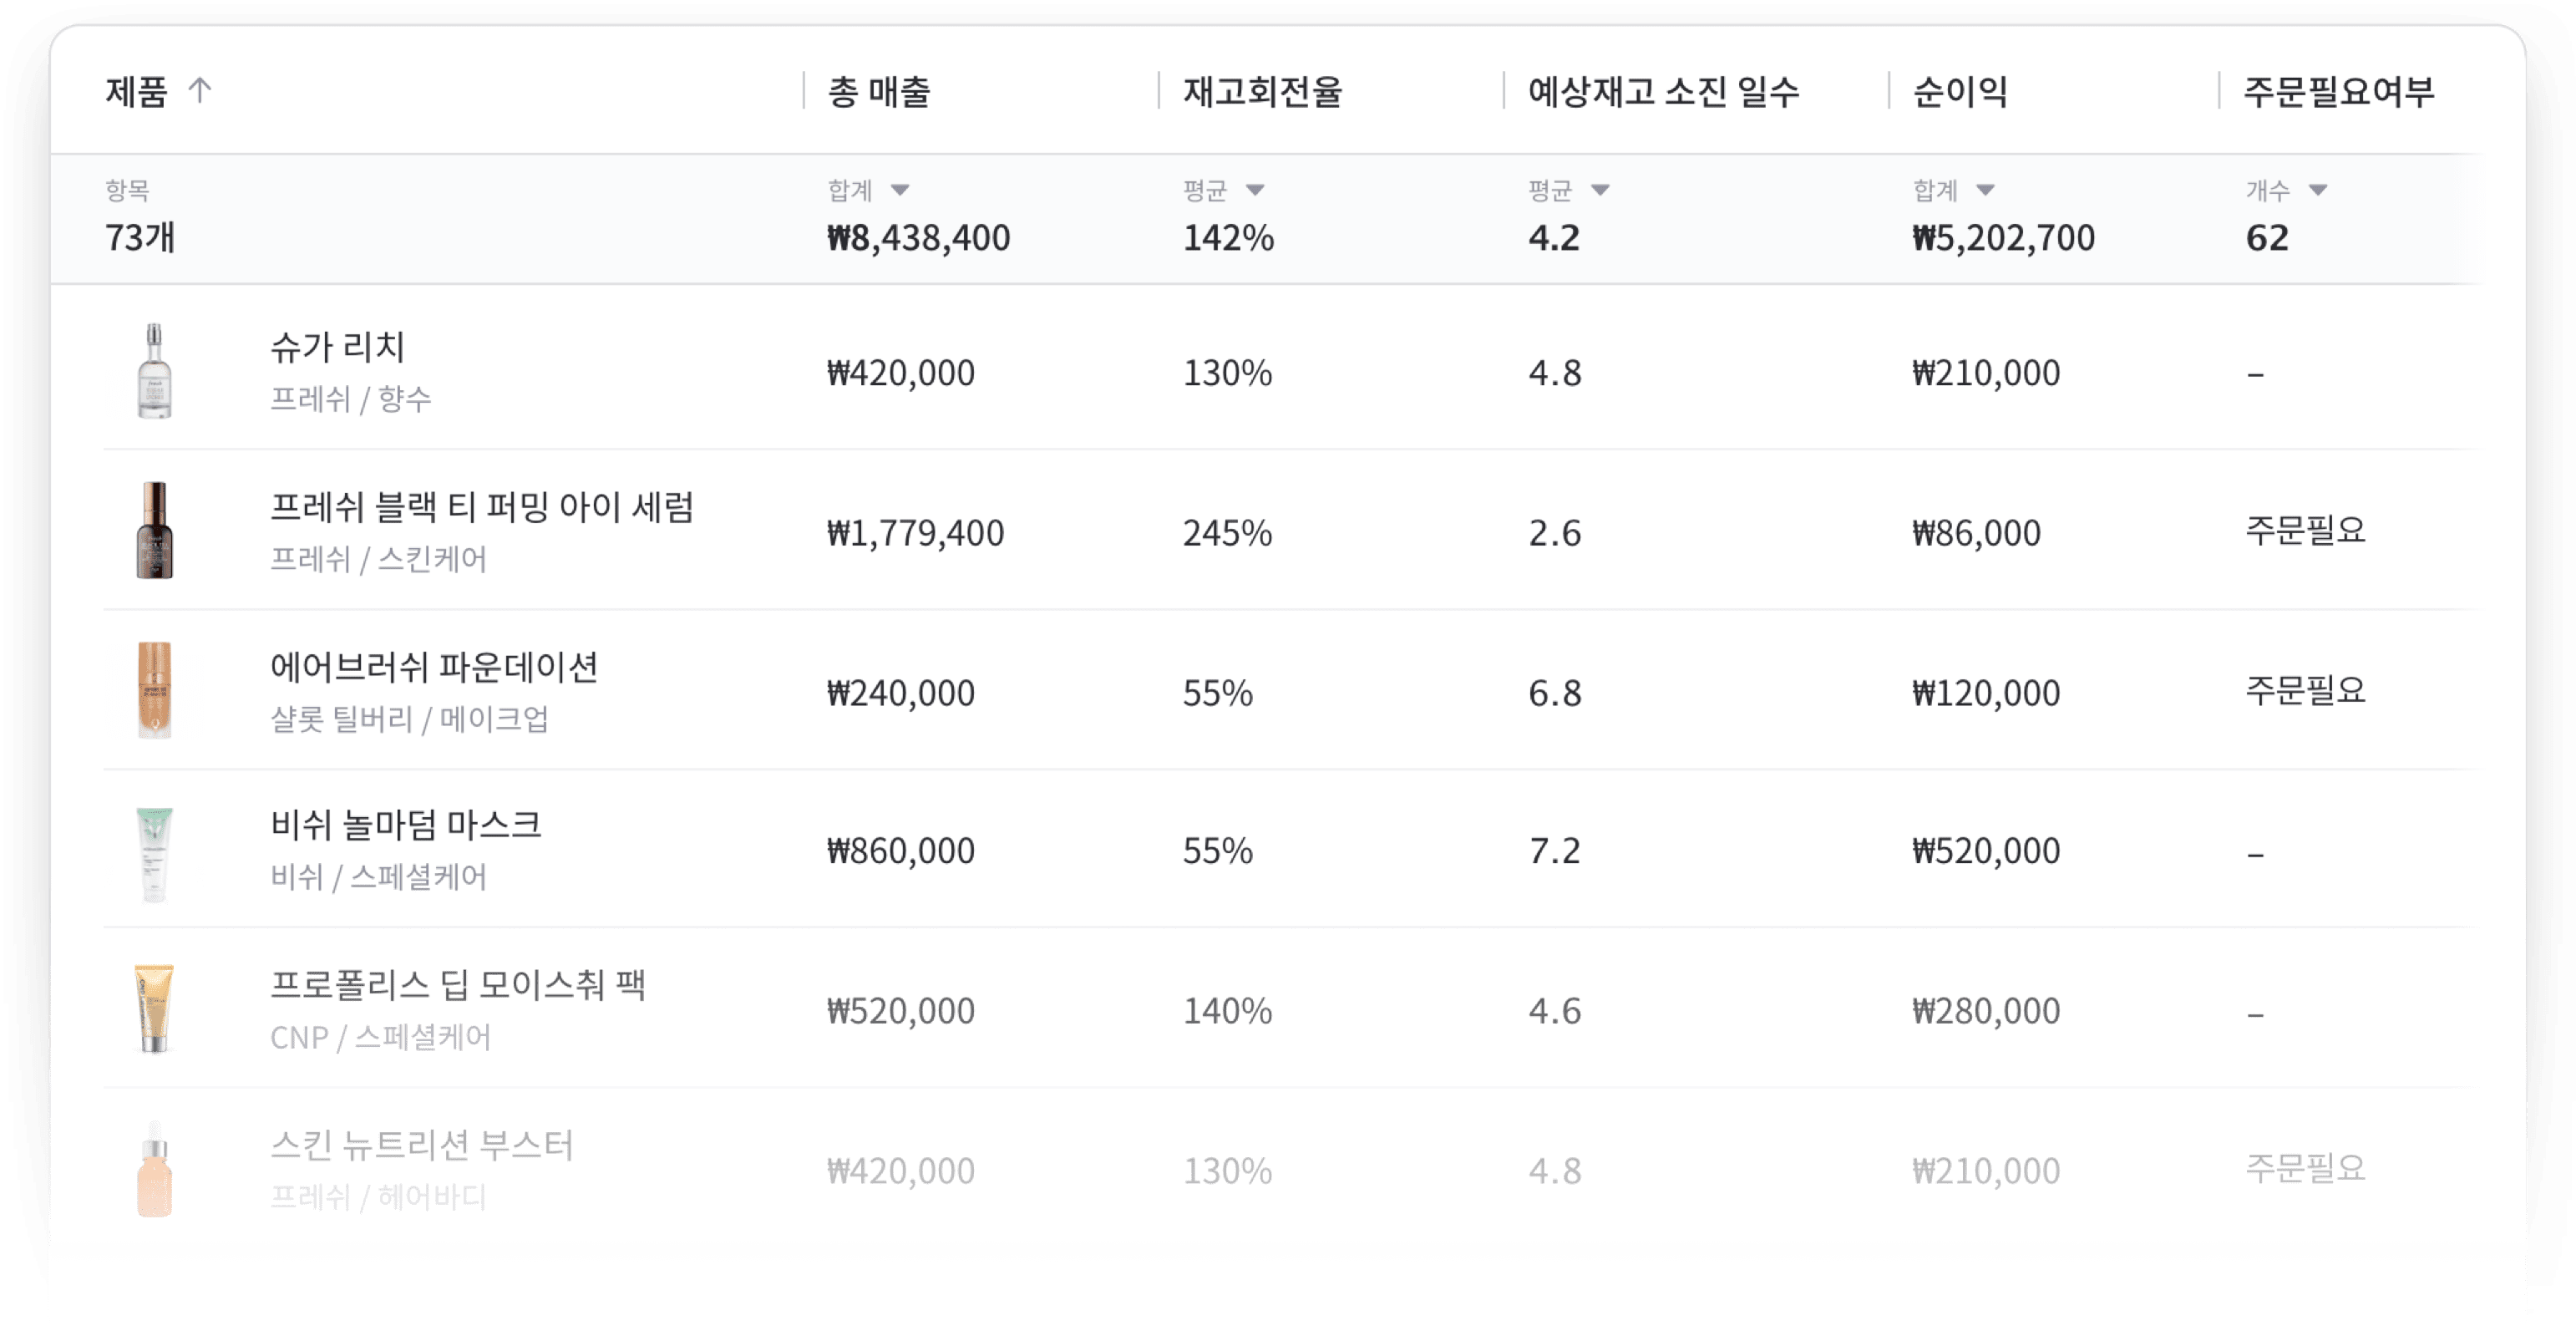 제품 ↑ 총 매출 재고회전율 예상재고 소진 일수 순이익 주문필요여부
항목 합계 평균 평균 합계 개수
73개 ₩8,438,400 142% 4.2 ₩5,202,700 62
슈가 리치
프레쉬 / 향수
₩420,000 130% 4.8 ₩210,000 –
프레쉬 블랙 티 퍼밍 아이 세럼
프레쉬 / 스킨케어
₩1,779,400 245% 2.6 ₩86,000 주문필요
에어브러쉬 파운데이션
샬롯 틸버리 / 메이크업
₩240,000 55% 6.8 ₩120,000 주문필요
비쉬 놀마덤 마스크
비쉬 / 스페셜케어
₩860,000 55% 7.2 ₩520,000 –
프로폴리스 딥 모이스춰 팩
CNP / 스페셜케어
₩520,000 140% 4.6 ₩280,000 –
스킨 뉴트리션 부스터
프레쉬 / 헤어바디
₩420,000 130% 4.8 ₩210,000 주문필요